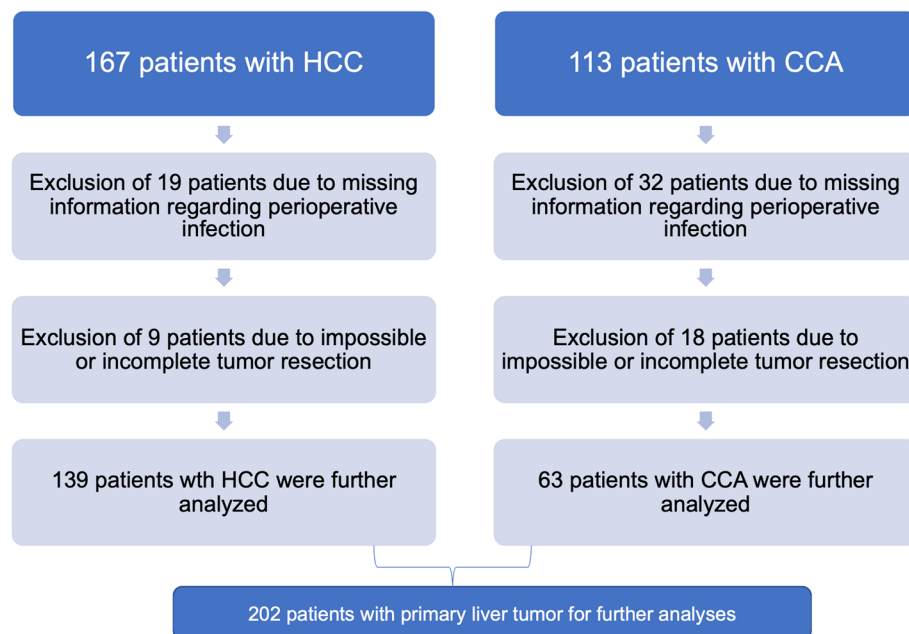 167 patients with HCC
Exclusion of 19 patients due to missing
information regarding perioperative
infection
Exclusion of 9 patients due to impossible
or incomplete tumor resection
139 patients wth HCC were further
analyzed
113 patients with CCA
Exclusion of 32 patients due to missing
information regarding perioperative
infection
Exclusion of 18 patients due to
impossible or incomplete tumor resection
63 patients with CCA were further
analyzed
202 patients with primary liver tumor for further analyses